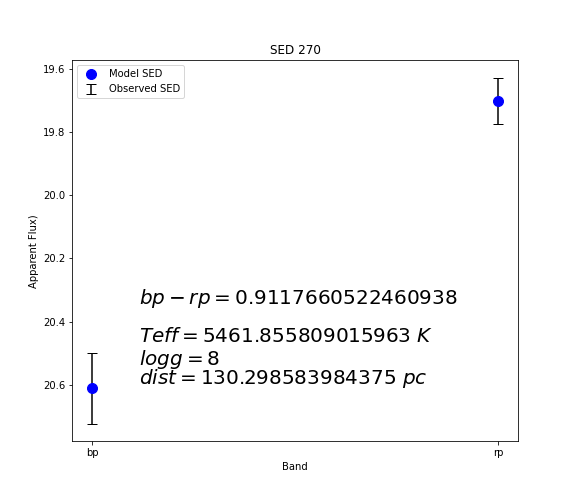 SED 270
Model SED
Observed SED
19.6
19.8
20.0
20.2
20.4
20.6
Apparent Flux)
bp − rp = 0.9117660522460938
Teff = 5461.855809015963 K
logg = 8
dist = 130.298583984375 pc
bp
rp
Band